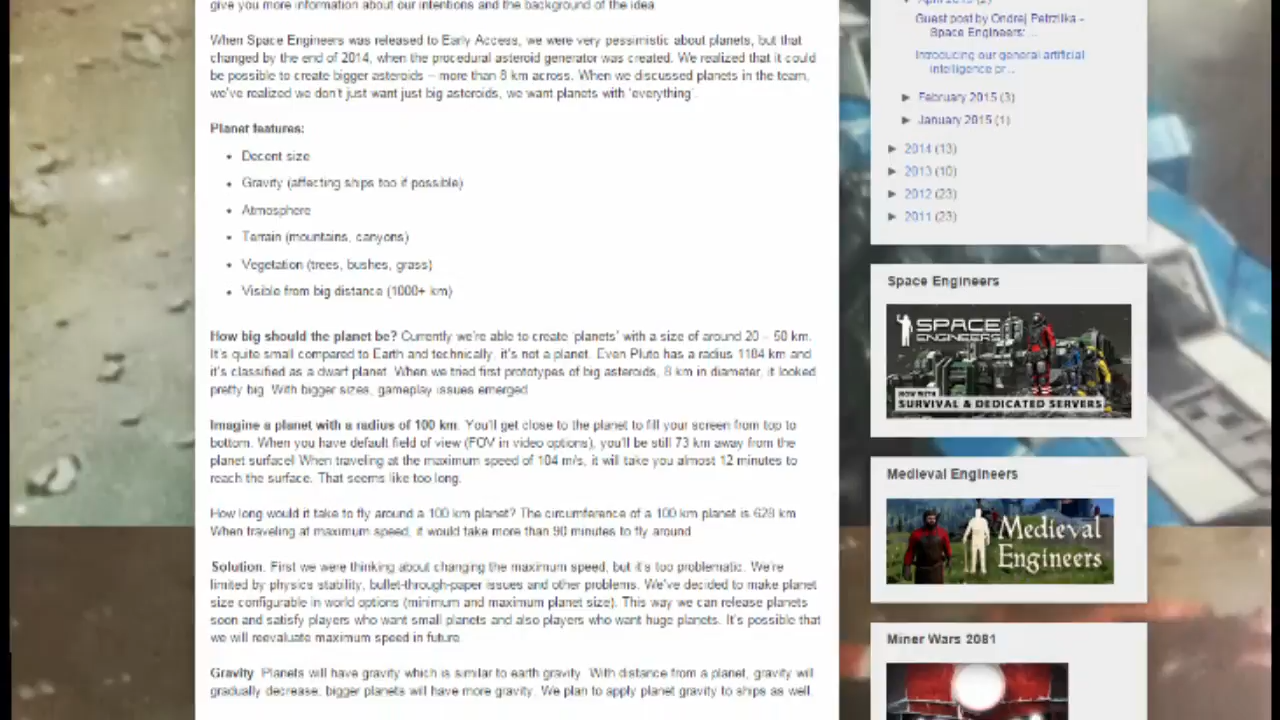 give you more information about our intentions and the background of the idea
When Space Engineers was released to Early Access, we were very pessimistic about planets, but that
changed by the end of 2014, when the procedural asteroid generator was created. We realized that it could
be possible to create bigger asteroids – more than 8 km across. When we discussed planets in the team,
we've realized we don't just want just big asteroids, we want planets with 'everything'.
Planet features:
• Decent size
• Gravity (affecting ships too if possible)
• Atmosphere
• Terrain (mountains, canyons)
• Vegetation (trees, bushes, grass)
• Visible from big distance (1000+ km)
How big should the planet be? Currently we're able to create 'planets' with a size of around 20 – 50 km.
It's quite small compared to Earth and technically, it's not a planet. Even Pluto has a radius 1184 km and
it's classified as a dwarf planet. When we tried first prototypes of big asteroids, 8 km in diameter, it looked
pretty big. With bigger sizes, gameplay issues emerged.
Imagine a planet with a radius of 100 km. You'll get close to the planet to fill your screen from top to
bottom. When you have default field of view (FOV in video options), you'll be still 73 km away from the
planet surface! When traveling at the maximum speed of 104 m/s, it will take you almost 12 minutes to
reach the surface. That seems like too long.
How long would it take to fly around a 100 km planet? The circumference of a 100 km planet is 628 km.
When traveling at maximum speed, it would take more than 90 minutes to fly around.
Solution. First we were thinking about changing the maximum speed, but it's too problematic. We're
limited by physics stability, bullet-through-paper issues and other problems. We've decided to make planet
size configurable in world options (minimum and maximum planet size). This way we can release planets
soon and satisfy players who want small planets and also players who want huge planets. It's possible that
we will reevaluate maximum speed in future.
Gravity. Planets will have gravity which is similar to earth gravity. With distance from a planet, gravity will
gradually decrease, bigger planets will have more gravity. We plan to apply planet gravity to ships as well.
▼ April 2015 (2)
Guest post by Ondrej Petrzilka -
Space Engineers: ...
Introducing our general artificial
intelligence pr...
► February 2015 (3)
► January 2015 (1)
► 2014 (13)
► 2013 (10)
► 2012 (23)
► 2011 (23)
Space Engineers
SPACE
ENGINEERS
NOW WITH
SURVIVAL & DEDICATED SERVERS
Medieval Engineers
Medieval
Engineers
Miner Wars 2081